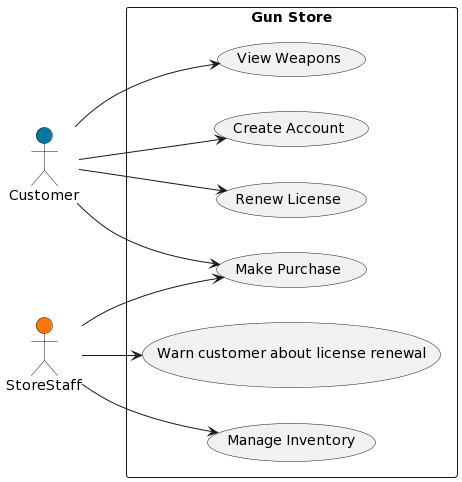 Gun Store
View Weapons
Create Account
Customer
Renew License
Make Purchase
Warn customer about license renewal
StoreStaff
Manage Inventory